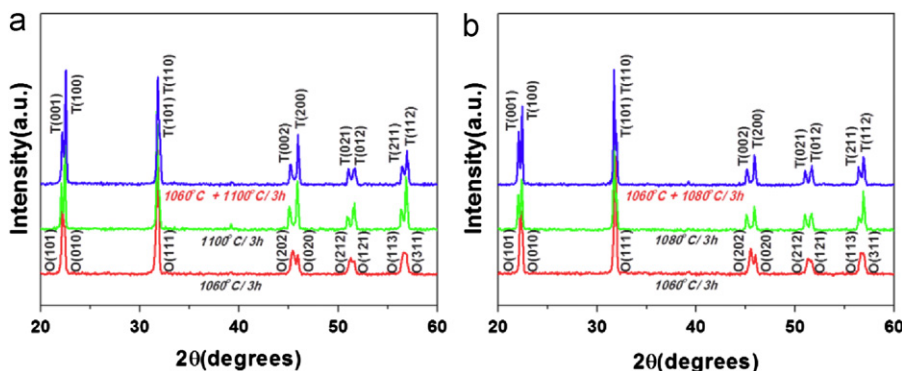 a
Intensity(a.u.)
T(001)
T(100)
T(101) T(110)
T(002)
T(200)
T(021)
T(012)
T(211)
T(112)
1060°C + 1100°C/3h
1100°C/3h
O(101)
O(010)
O(111)
O(202)
O(020)
O(212)
O(121)
O(113)
O(311)
1060°C/3h
20 30 40 50 60
2θ(degrees)
b
Intensity(a.u.)
T(001)
T(100)
T(101) T(110)
T(002)
T(200)
T(021)
T(012)
T(211)
T(112)
1060°C + 1080°C/3h
1080°C/3h
O(101)
O(010)
O(111)
O(202)
O(020)
O(212)
O(121)
O(113)
O(311)
1060°C/3h
20 30 40 50 60
2θ(degrees)